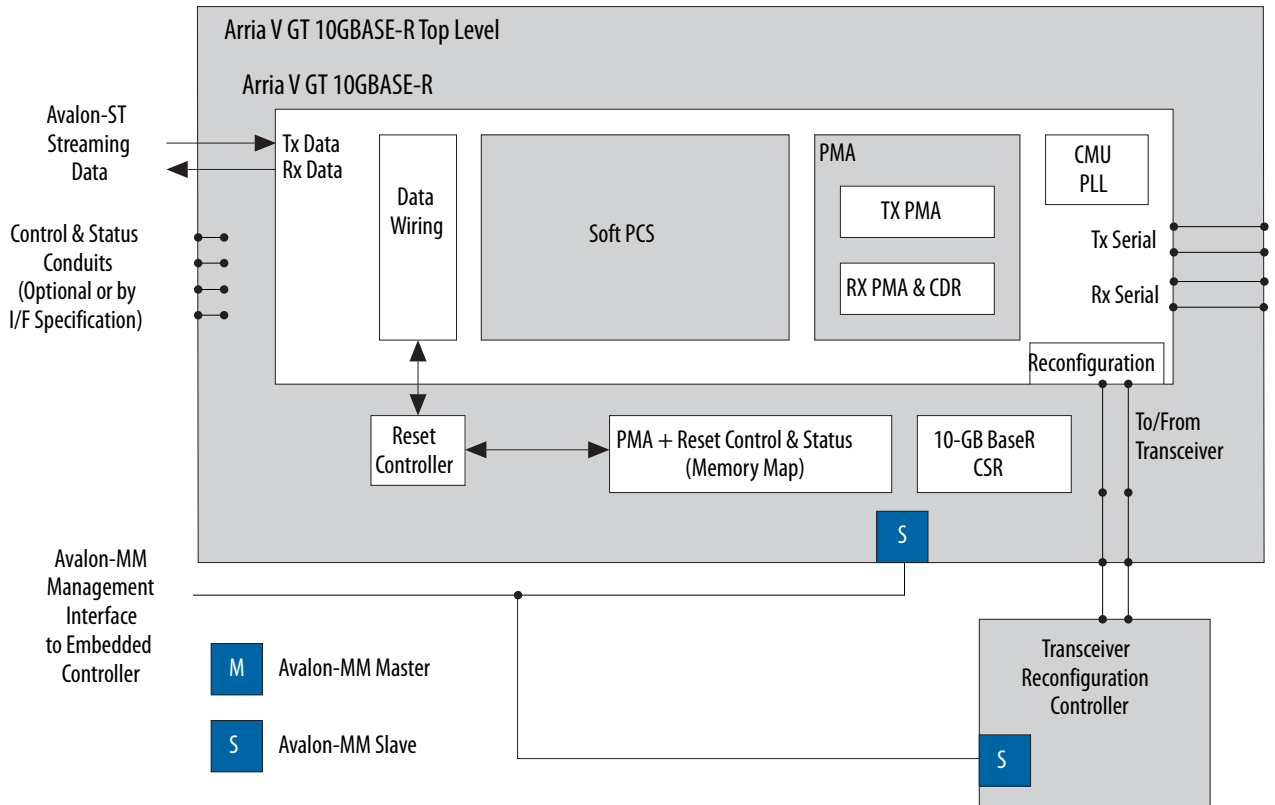 Arria V GT 10GBASE-R Top Level
Arria V GT 10GBASE-R
Avalon-ST
Streaming
Data
Tx Data
Rx Data
Data
Wiring
Soft PCS
PMA
TX PMA
RX PMA & CDR
CMU
PLL
Tx Serial
Rx Serial
Control & Status
Conduits
(Optional or by
I/F Specification)
Reconfiguration
Reset
Controller
PMA + Reset Control & Status
(Memory Map)
10-GB BaseR
CSR
To/From
Transceiver
S
Avalon-MM
Management
Interface
to Embedded
Controller
M
Avalon-MM Master
S
Avalon-MM Slave
Transceiver
Reconfiguration
Controller
S